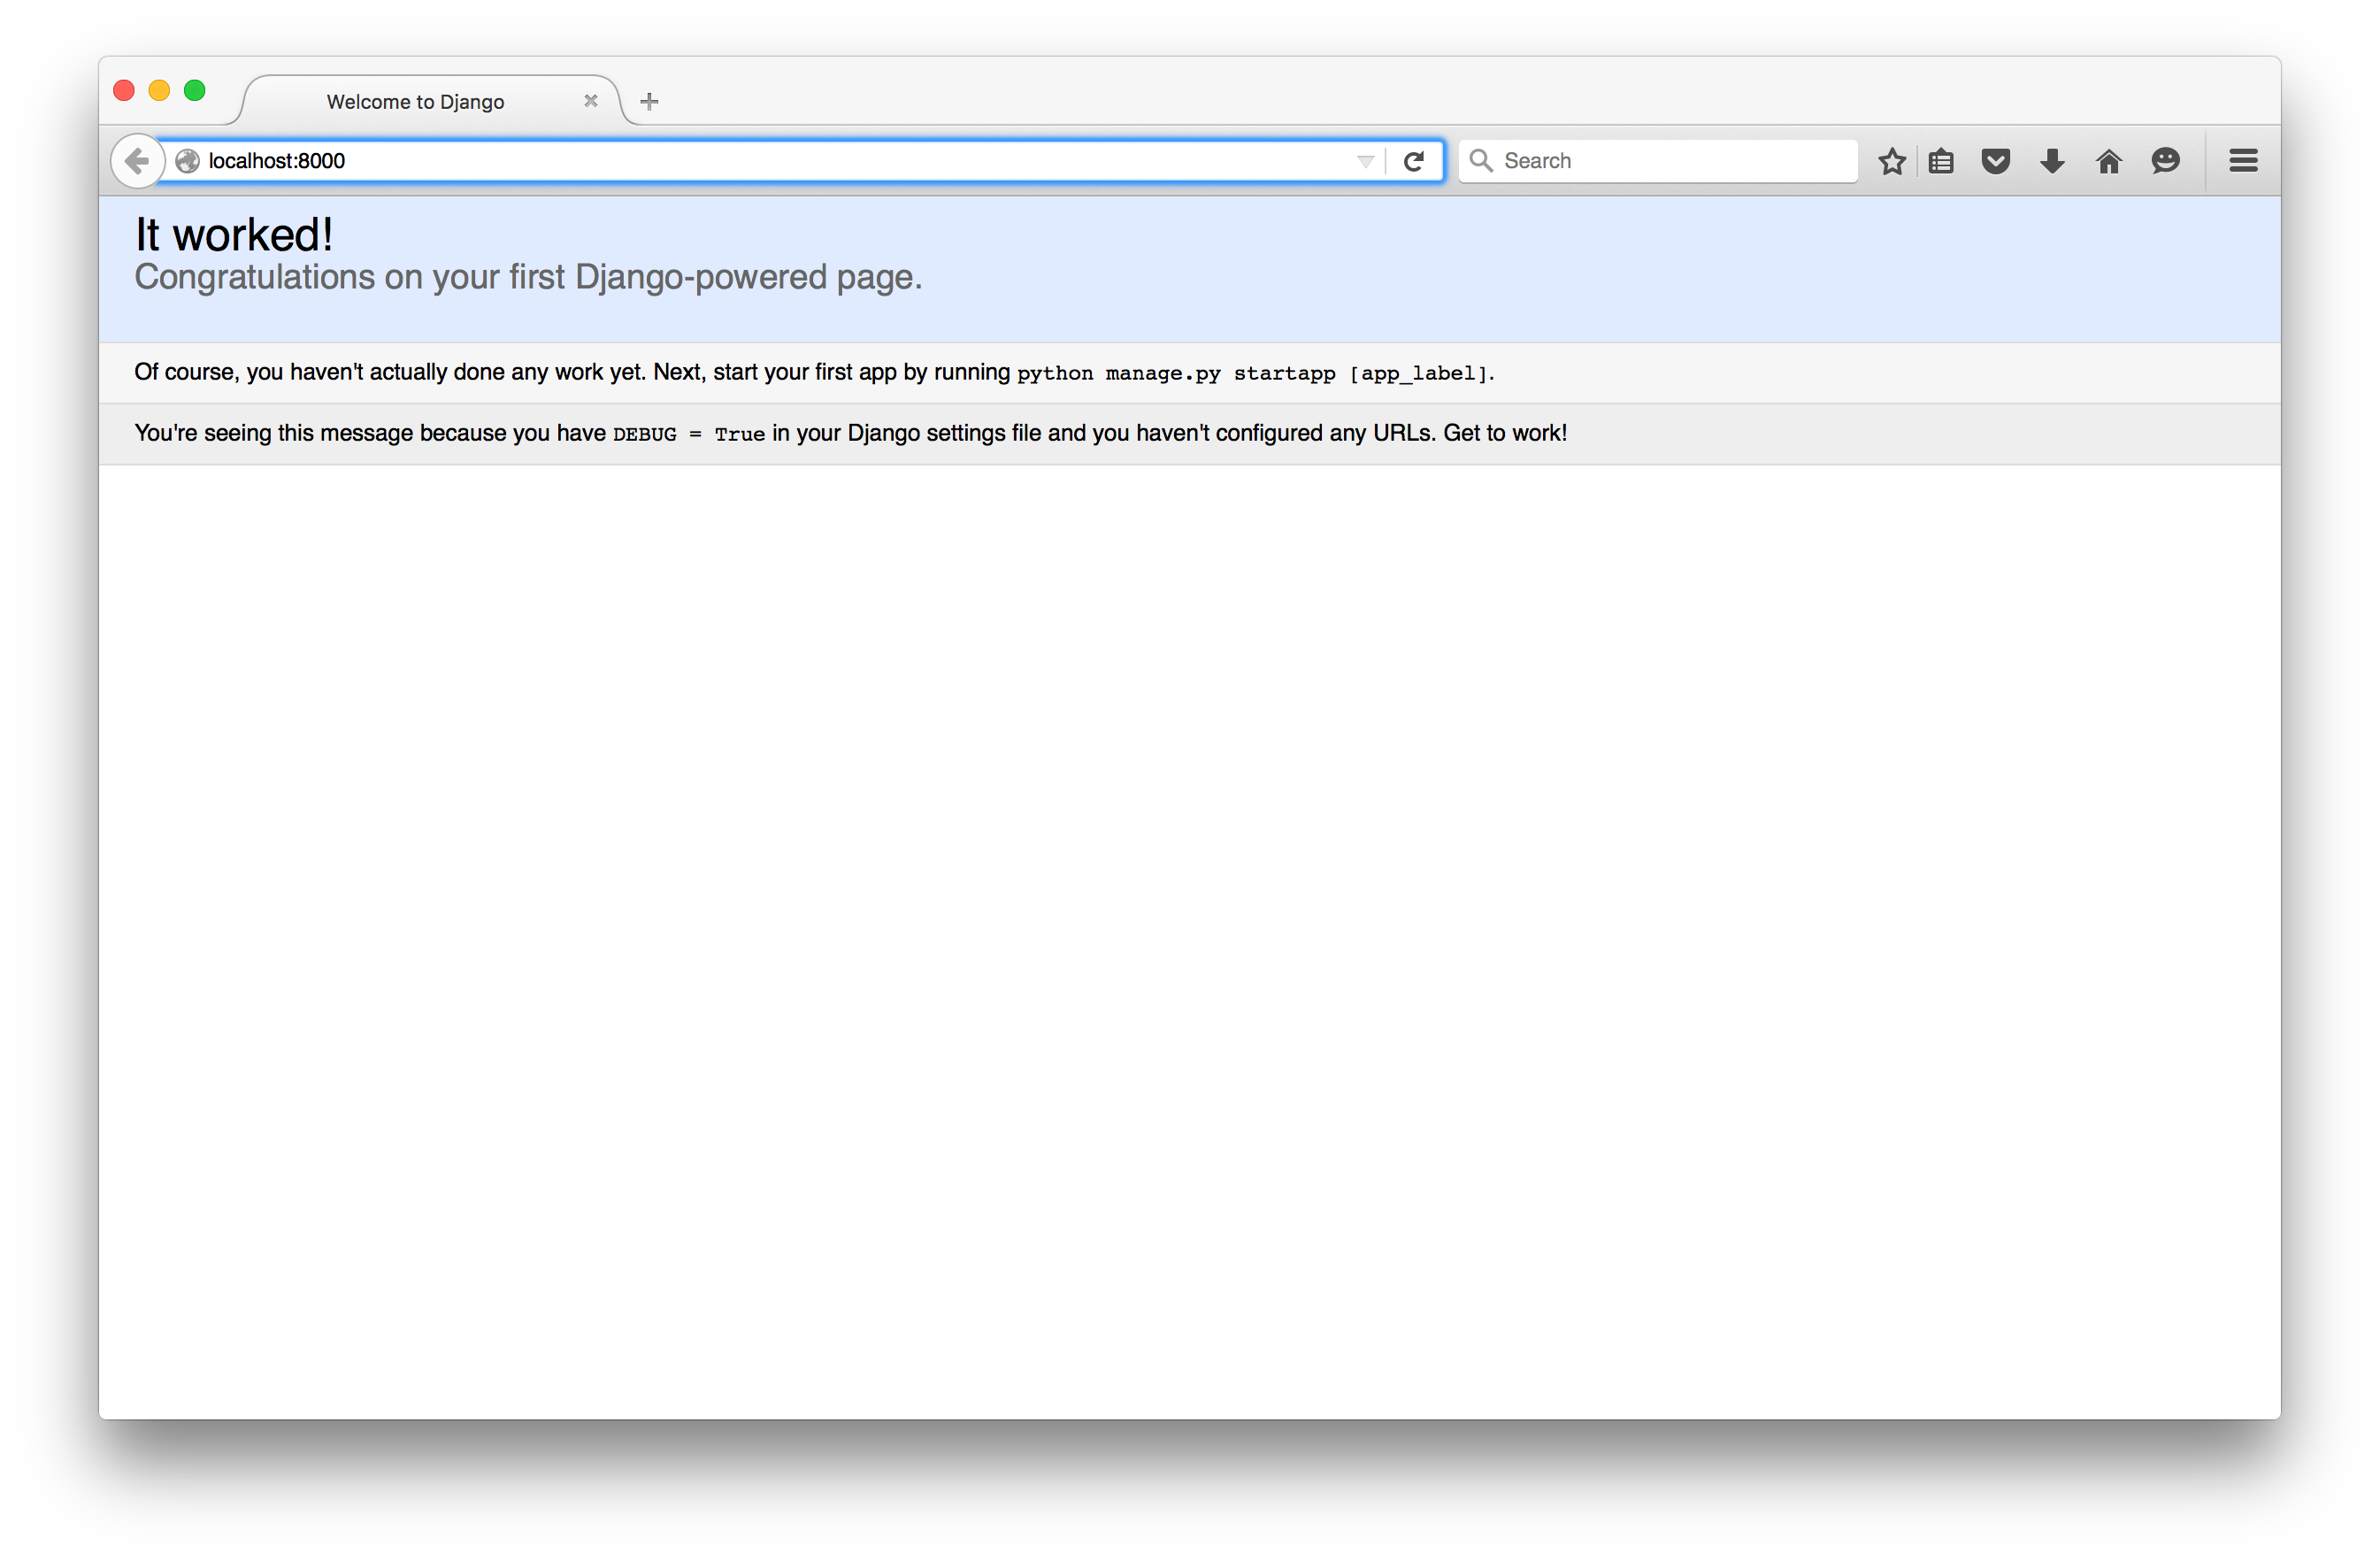 Welcome to Django
localhost:8000
Search
It worked!
Congratulations on your first Django-powered page.
Of course, you haven't actually done any work yet. Next, start your first app by running python manage.py startapp [app_label].
You're seeing this message because you have DEBUG = True in your Django settings file and you haven't configured any URLs. Get to work!